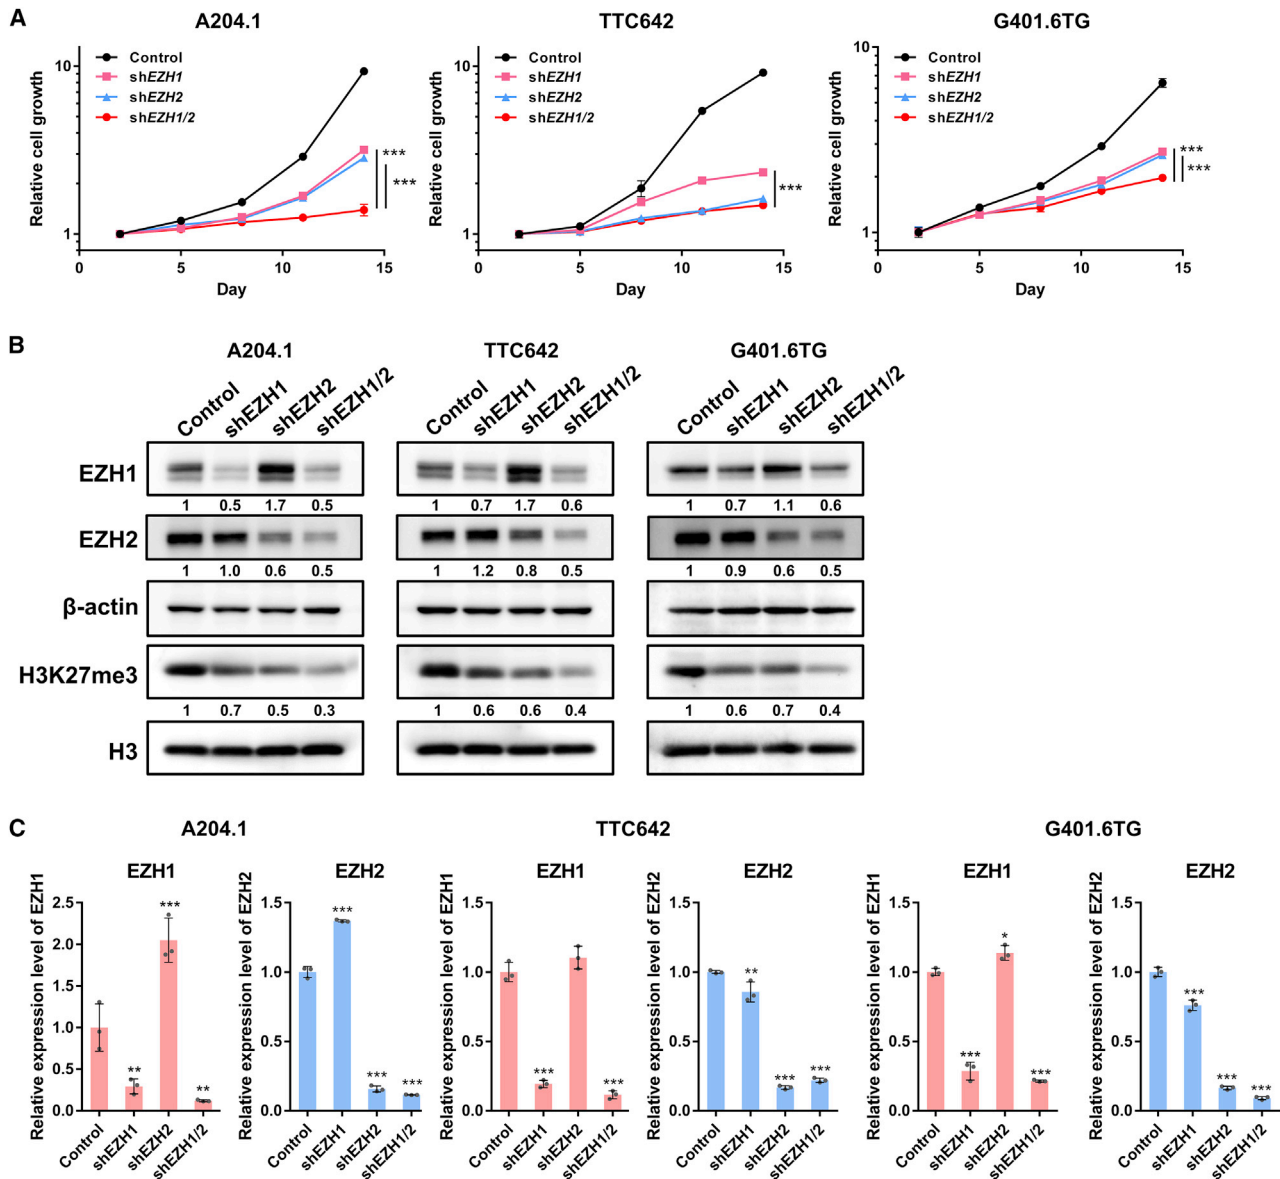 A
A204.1
TTC642
G401.6TG
Relative cell growth
10
1
0
5
10
15
Day
Control
shEZH1
shEZH2
shEZH1/2
***
***
Relative cell growth
10
1
0
5
10
15
Day
Control
shEZH1
shEZH2
shEZH1/2
***
Relative cell growth
10
1
0
5
10
15
Day
Control
shEZH1
shEZH2
shEZH1/2
***
***
B
A204.1
TTC642
G401.6TG
Control shEZH1 shEZH2 shEZH1/2
Control shEZH1 shEZH2 shEZH1/2
Control shEZH1 shEZH2 shEZH1/2
EZH1
1 0.5 1.7 0.5
1 0.7 1.7 0.6
1 0.7 1.1 0.6
EZH2
1 1.0 0.6 0.5
1 1.2 0.8 0.5
1 0.9 0.6 0.5
β-actin
H3K27me3
1 0.7 0.5 0.3
1 0.6 0.6 0.4
1 0.6 0.7 0.4
H3
C
A204.1
TTC642
G401.6TG
EZH1
Relative expression level of EZH1
2.5
2.0
1.5
1.0
0.5
0.0
** *** **
Control shEZH1 shEZH2 shEZH1/2
EZH2
Relative expression level of EZH2
1.5
1.0
0.5
0.0
*** *** ***
Control shEZH1 shEZH2 shEZH1/2
EZH1
Relative expression level of EZH1
1.5
1.0
0.5
0.0
*** ***
Control shEZH1 shEZH2 shEZH1/2
EZH2
Relative expression level of EZH2
1.5
1.0
0.5
0.0
** *** ***
Control shEZH1 shEZH2 shEZH1/2
EZH1
Relative expression level of EZH1
1.5
1.0
0.5
0.0
*** * ***
Control shEZH1 shEZH2 shEZH1/2
EZH2
Relative expression level of EZH2
1.5
1.0
0.5
0.0
*** *** ***
Control shEZH1 shEZH2 shEZH1/2